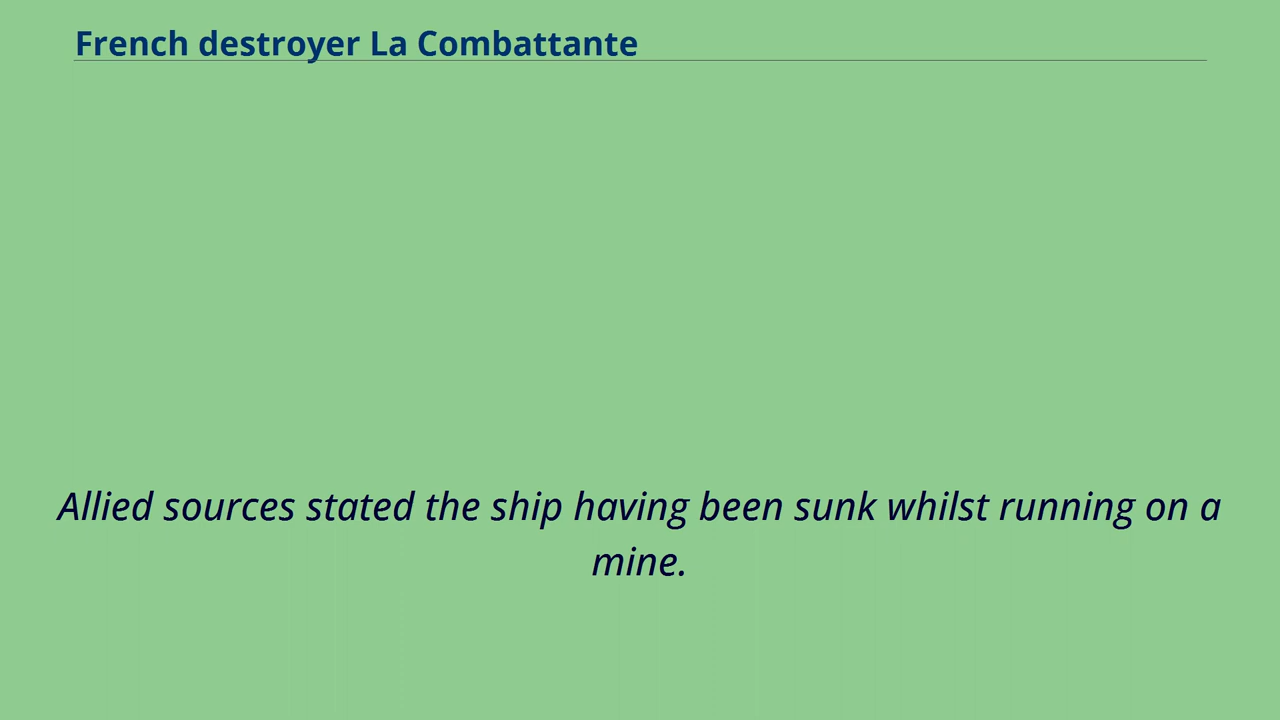 French destroyer La Combattante
Allied sources stated the ship having been sunk whilst running on a
mine.